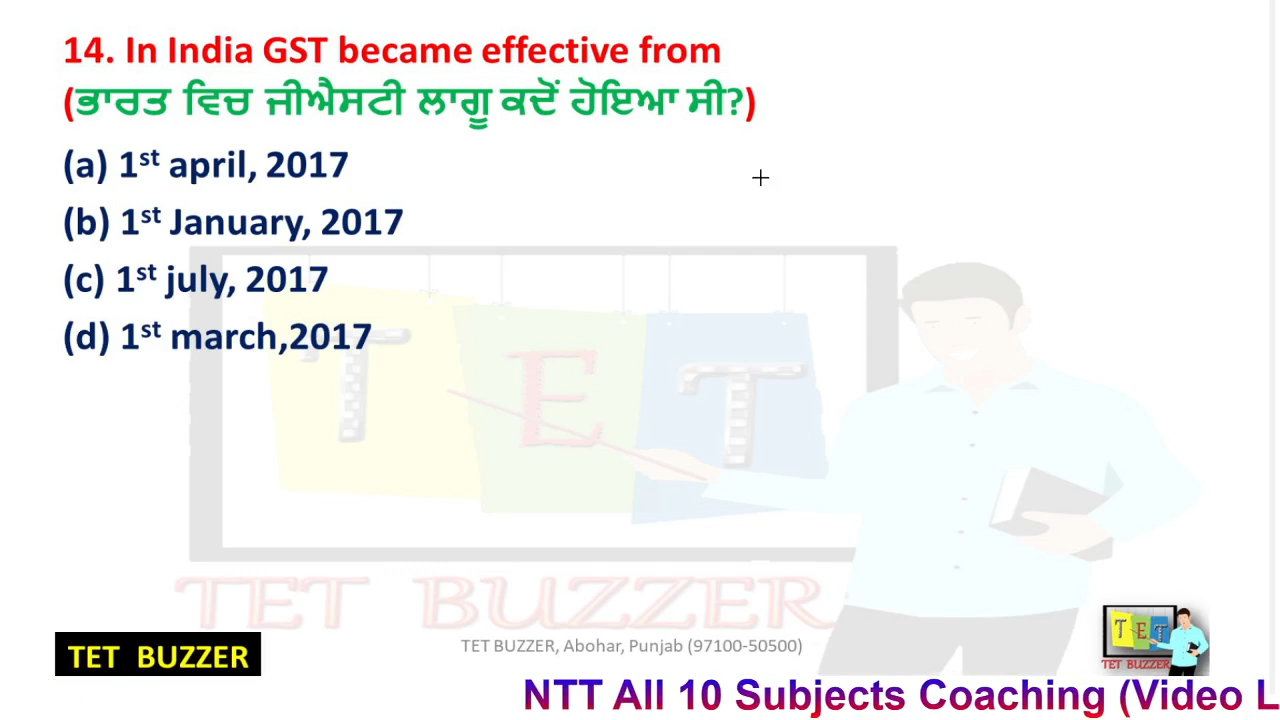 14. In India GST became effective from
(ਭਾਰਤ ਵਿਚ ਜੀਐਸਟੀ ਲਾਗੂ ਕਦੋਂ ਹੋਇਆ ਸੀ?)
(a) 1st april, 2017
(b) 1st January, 2017
(c) 1st july, 2017
(d) 1st march,2017
T E T
TET BUZZER
TET BUZZER
TET BUZZER, Abohar, Punjab (97100-50500)
TET
TET BUZZER
NTT All 10 Subjects Coaching (Video L